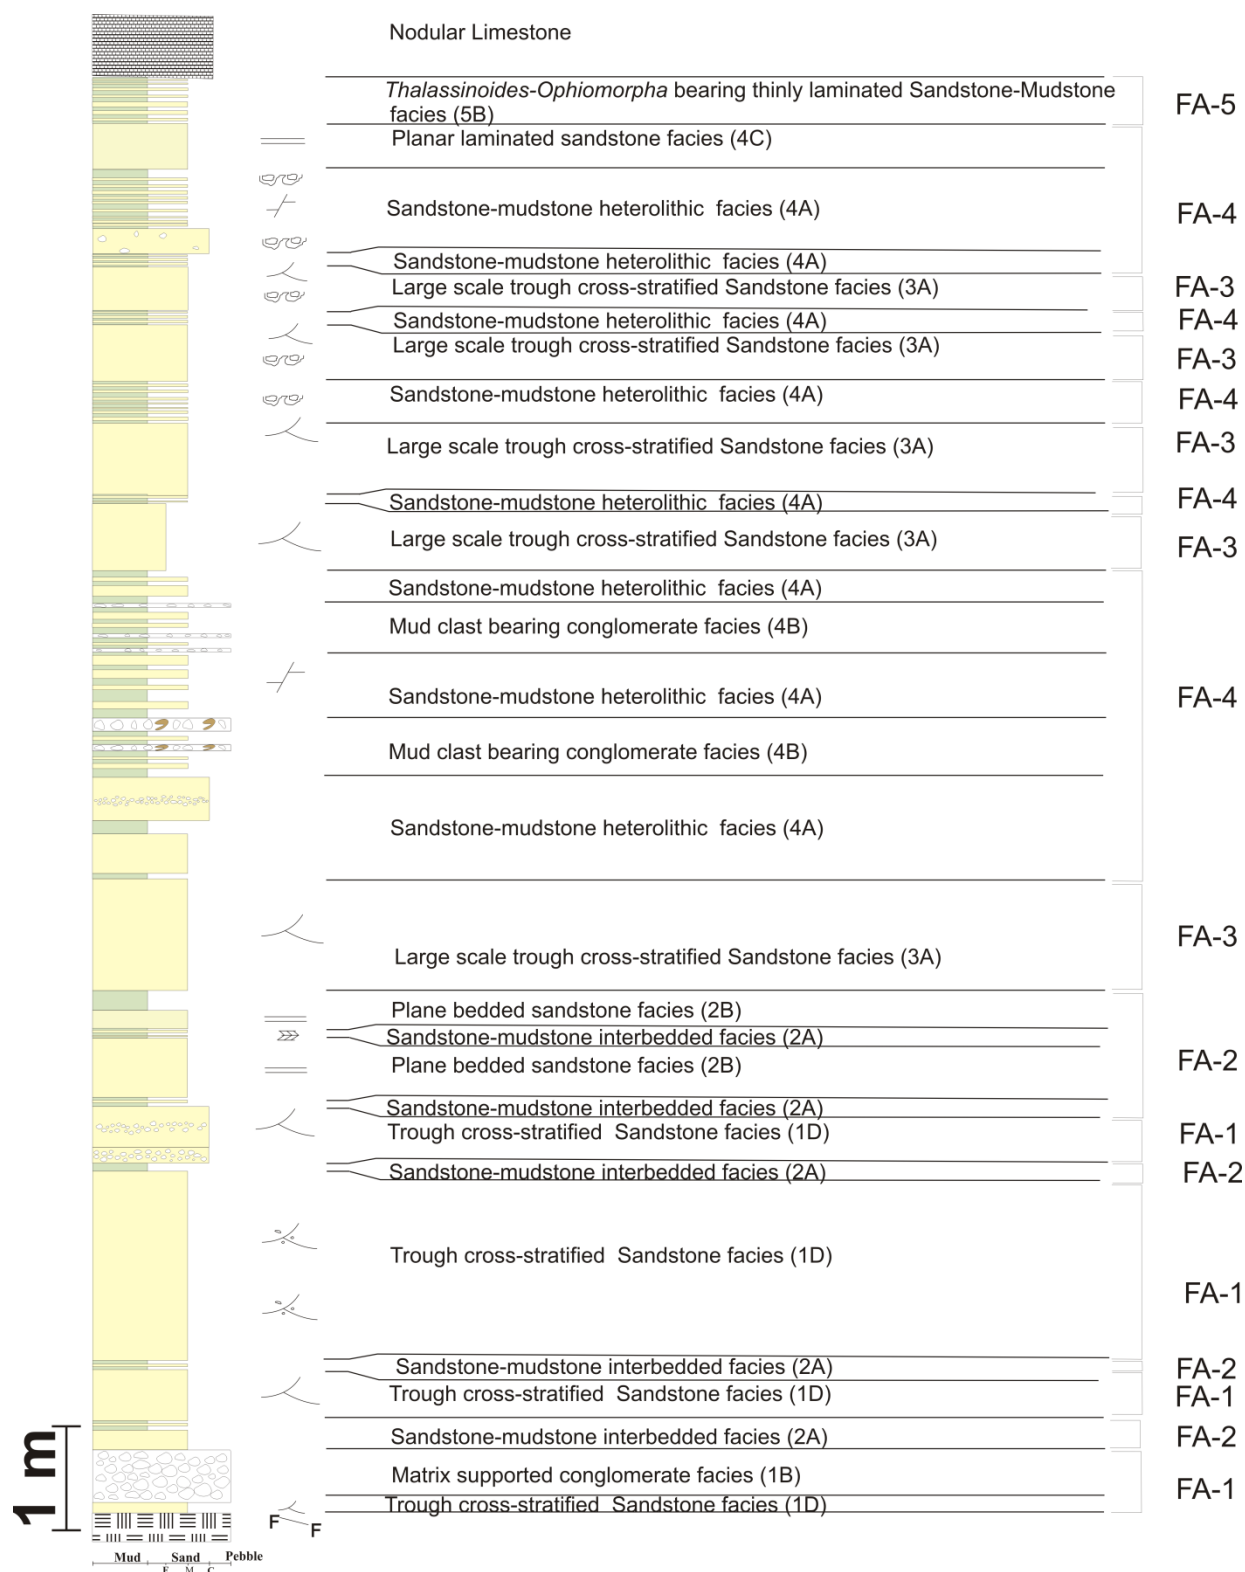 Nodular Limestone
Thalassinoides-Ophiomorpha bearing thinly laminated Sandstone-Mudstone
facies (5B)
FA-5
Planar laminated sandstone facies (4C)
Sandstone-mudstone heterolithic facies (4A)
FA-4
Sandstone-mudstone heterolithic facies (4A)
Large scale trough cross-stratified Sandstone facies (3A)
FA-3
Sandstone-mudstone heterolithic facies (4A)
FA-4
Large scale trough cross-stratified Sandstone facies (3A)
FA-3
Sandstone-mudstone heterolithic facies (4A)
FA-4
Large scale trough cross-stratified Sandstone facies (3A)
FA-3
Sandstone-mudstone heterolithic facies (4A)
FA-4
Large scale trough cross-stratified Sandstone facies (3A)
FA-3
Sandstone-mudstone heterolithic facies (4A)
Mud clast bearing conglomerate facies (4B)
Sandstone-mudstone heterolithic facies (4A)
FA-4
Mud clast bearing conglomerate facies (4B)
Sandstone-mudstone heterolithic facies (4A)
Large scale trough cross-stratified Sandstone facies (3A)
FA-3
Plane bedded sandstone facies (2B)
Sandstone-mudstone interbedded facies (2A)
Plane bedded sandstone facies (2B)
FA-2
Sandstone-mudstone interbedded facies (2A)
Trough cross-stratified Sandstone facies (1D)
FA-1
Sandstone-mudstone interbedded facies (2A)
FA-2
Trough cross-stratified Sandstone facies (1D)
FA-1
Sandstone-mudstone interbedded facies (2A)
FA-2
Trough cross-stratified Sandstone facies (1D)
FA-1
Sandstone-mudstone interbedded facies (2A)
FA-2
Matrix supported conglomerate facies (1B)
FA-1
Trough cross-stratified Sandstone facies (1D)
1 m
F F
Mud Sand Pebble
F M C